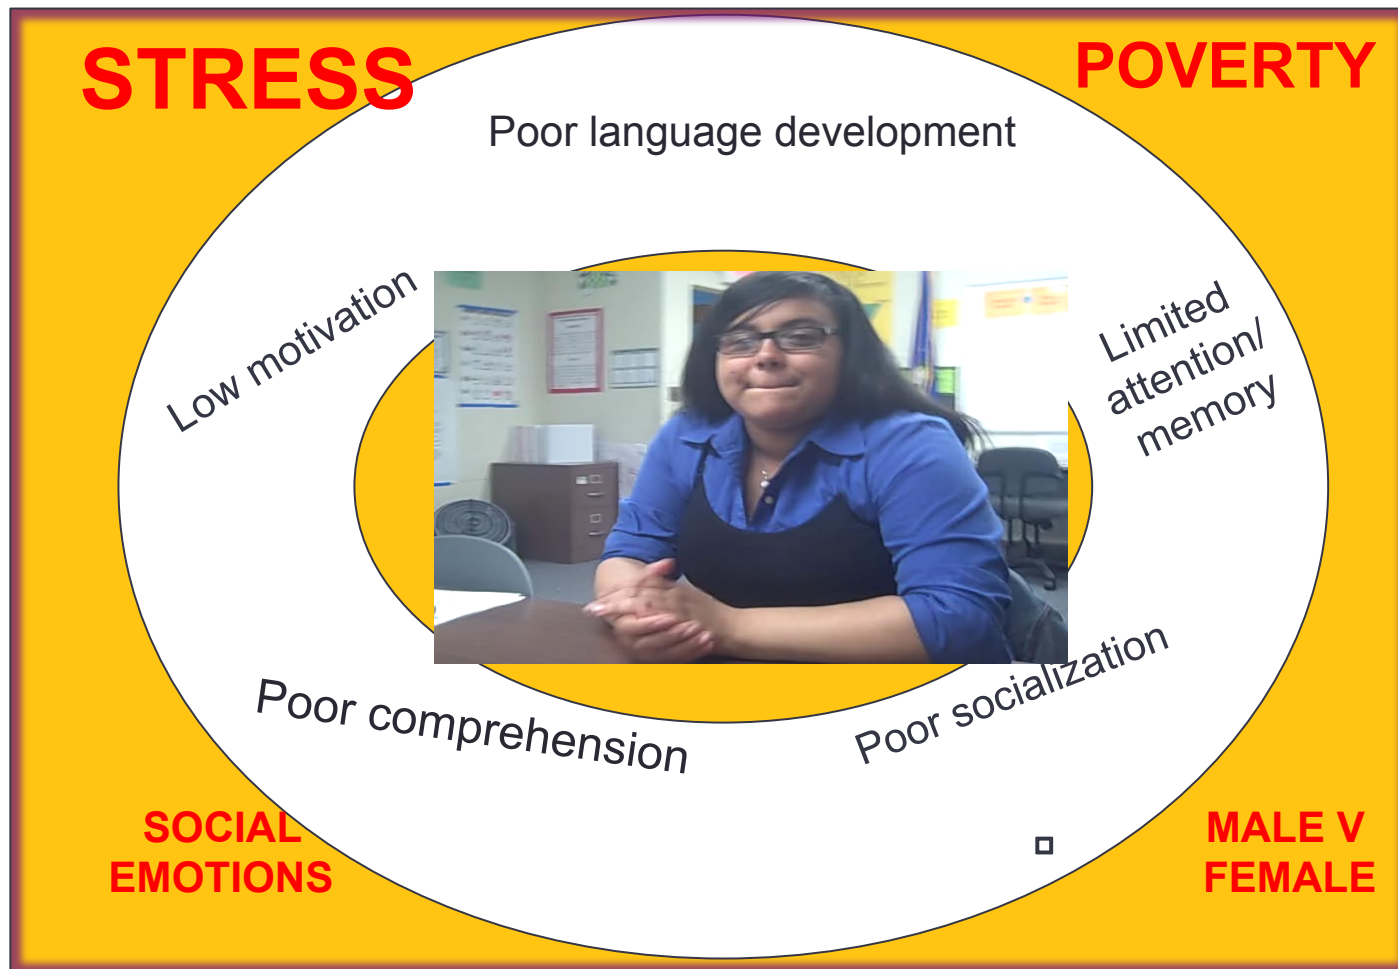 STRESS
POVERTY
Poor language development
Low motivation
Limited
attention/
memory
Poor comprehension
Poor socialization
SOCIAL
EMOTIONS
MALE V
FEMALE